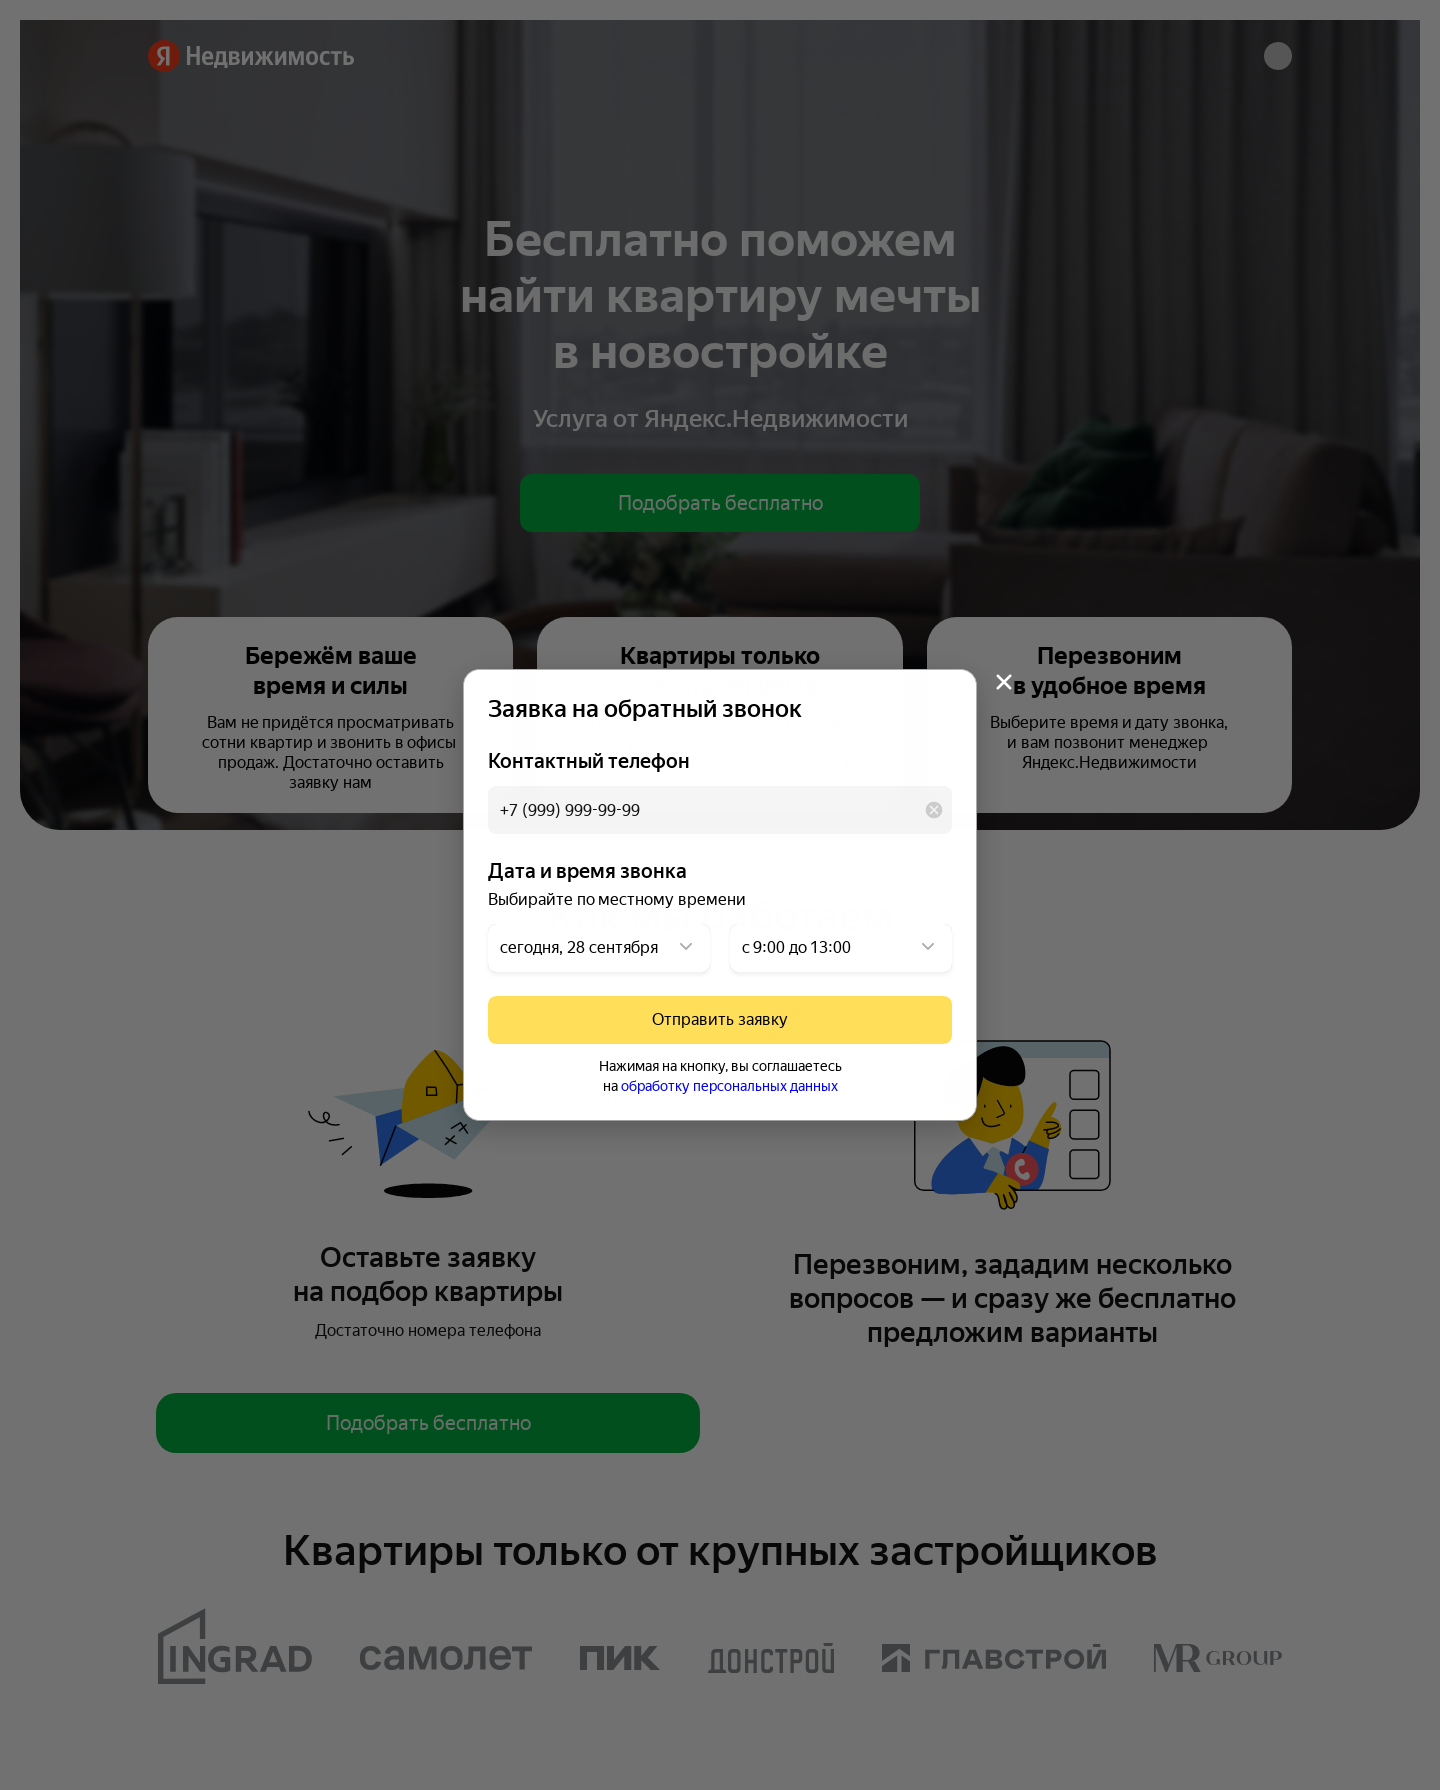 Я Недвижимость
Бесплатно поможем
найти квартиру мечты
в новостройке
Услуга от Яндекс.Недвижимости
Подобрать бесплатно
Бережём ваше
время и силы
Вам не придётся просматривать
сотни квартир и звонить в офисы
продаж. Достаточно оставить
заявку нам
Квартиры только
Перезвоним
в удобное время
Выберите время и дату звонка,
и вам позвонит менеджер
Яндекс.Недвижимости
Заявка на обратный звонок
Контактный телефон
+7 (999) 999-99-99
Дата и время звонка
Выбирайте по местному времени
сегодня, 28 сентября
с 9:00 до 13:00
Отправить заявку
Нажимая на кнопку, вы соглашаетесь
на обработку персональных данных
Оставьте заявку
на подбор квартиры
Достаточно номера телефона
Перезвоним, зададим несколько
вопросов — и сразу же бесплатно
предложим варианты
Подобрать бесплатно
Квартиры только от крупных застройщиков
INGRAD
самолет
ПИК
ДОНСТРОЙ
ГЛАВСТРОЙ
MR GROUP